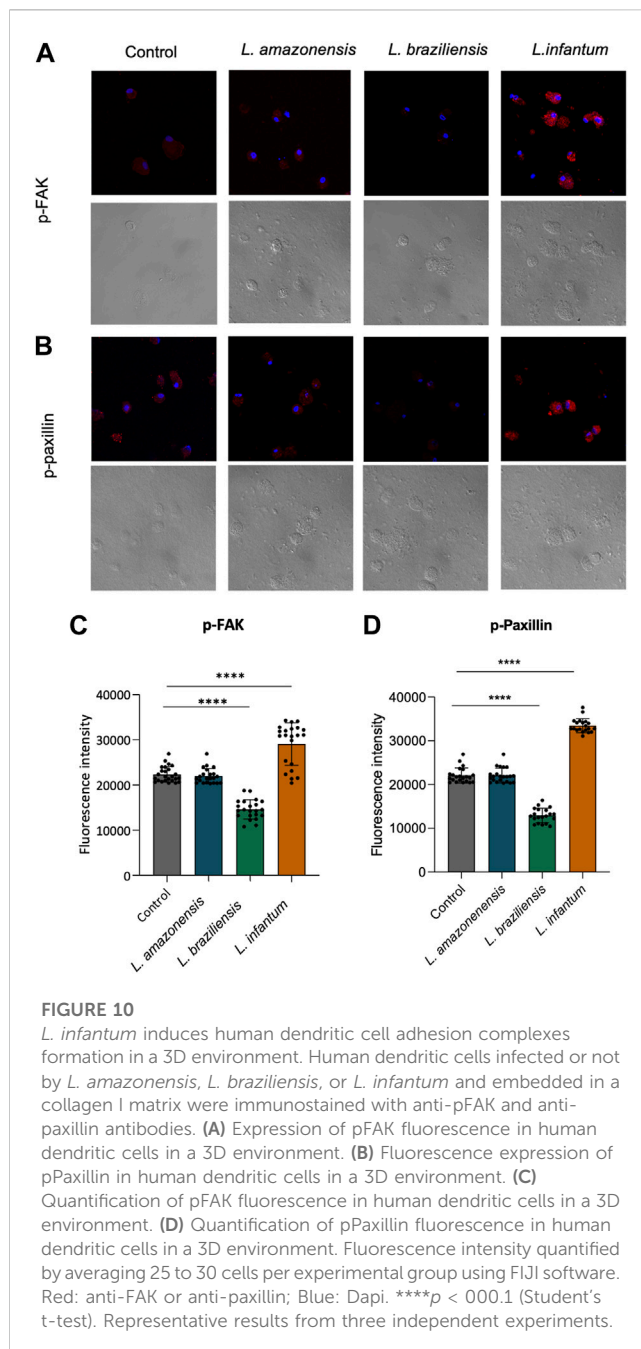 A
Control
L. amazonensis
L. braziliensis
L.infantum
p-FAK
B
p-paxillin
C
p-FAK
****
****
Fluorescence intensity
40000
30000
20000
10000
0
Control
L. amazonensis
L. braziliensis
L. infantum
D
p-Paxillin
****
****
Fluorescence intensity
40000
30000
20000
10000
0
Control
L. amazonensis
L. braziliensis
L. infantum
FIGURE 10
L. infantum induces human dendritic cell adhesion complexes
formation in a 3D environment. Human dendritic cells infected or not
by L. amazonensis, L. braziliensis, or L. infantum and embedded in a
collagen I matrix were immunostained with anti-pFAK and anti-
paxillin antibodies. (A) Expression of pFAK fluorescence in human
dendritic cells in a 3D environment. (B) Fluorescence expression of
pPaxillin in human dendritic cells in a 3D environment. (C)
Quantification of pFAK fluorescence in human dendritic cells in a 3D
environment. (D) Quantification of pPaxillin fluorescence in human
dendritic cells in a 3D environment. Fluorescence intensity quantified
by averaging 25 to 30 cells per experimental group using FIJI software.
Red: anti-FAK or anti-paxillin; Blue: Dapi. ****p < 000.1 (Student's
t-test). Representative results from three independent experiments.